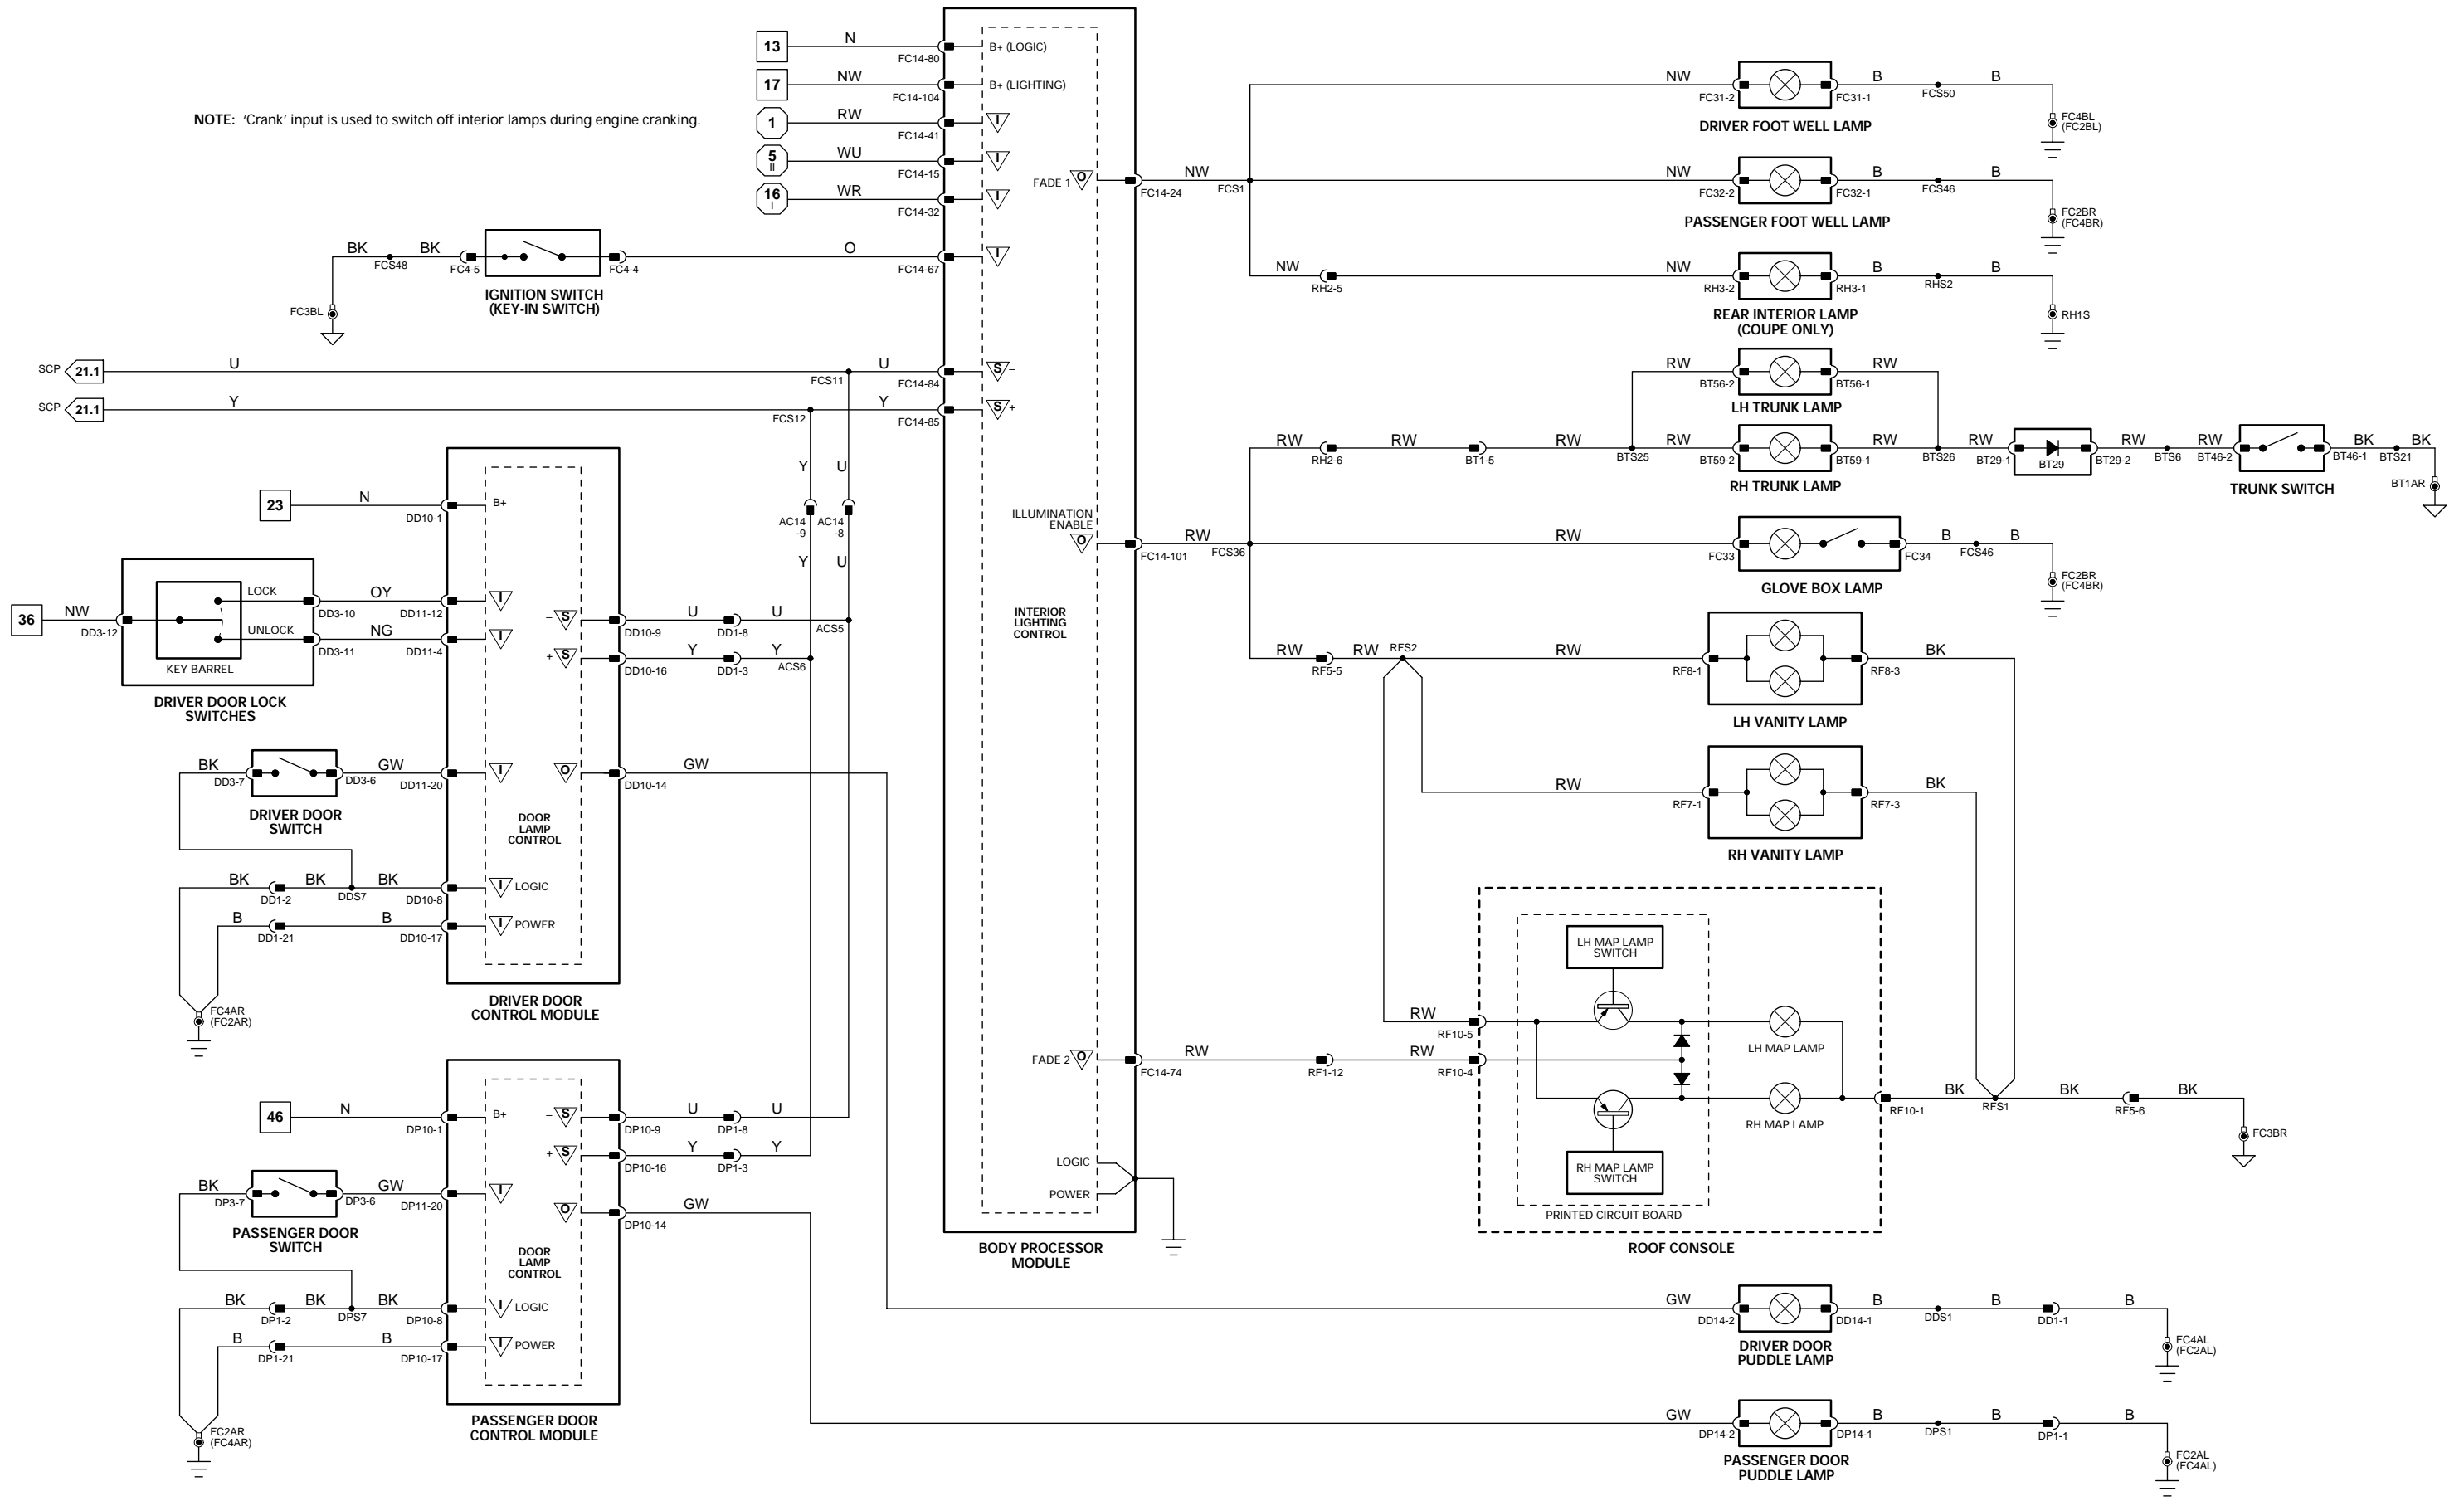 13
N
FC14-80
B+ (LOGIC)
17
NW
FC14-104
B+ (LIGHTING)
NOTE: ‘Crank’ input is used to switch off interior lamps during engine cranking.
1
RW
FC14-41
I
5
II
WU
FC14-15
I
16
I
WR
FC14-32
I
BK
FCS48
BK
FC4-5
FC4-4
O
FC14-67
I
IGNITION SWITCH
(KEY-IN SWITCH)
FC3BL
SCP
21.1
U
FCS11
U
FC14-84
S
–
SCP
21.1
Y
FCS12
Y
FC14-85
S
+
Y
U
AC14
-9
AC14
-8
Y
U
23
N
DD10-1
B+
36
NW
DD3-12
LOCK
UNLOCK
KEY BARREL
DD3-10
OY
DD11-12
I
DD3-11
NG
DD11-4
I
DRIVER DOOR LOCK
SWITCHES
–
S
DD10-9
U
DD1-8
U
ACS5
+
S
DD10-16
Y
DD1-3
Y
ACS6
BK
DD3-7
DD3-6
GW
DD11-20
I
O
DD10-14
GW
DRIVER DOOR
SWITCH
DOOR
LAMP
CONTROL
BK
DD1-2
BK
DDS7
BK
DD10-8
I
LOGIC
B
DD1-21
B
DD10-17
I
POWER
FC4AR
(FC2AR)
DRIVER DOOR
CONTROL MODULE
46
N
DP10-1
B+
–
S
DP10-9
U
DP1-8
U
+
S
DP10-16
Y
DP1-3
Y
BK
DP3-7
DP3-6
GW
DP11-20
I
O
DP10-14
GW
PASSENGER DOOR
SWITCH
DOOR
LAMP
CONTROL
BK
DP1-2
BK
DPS7
BK
DP10-8
I
LOGIC
B
DP1-21
B
DP10-17
I
POWER
FC2AR
(FC4AR)
PASSENGER DOOR
CONTROL MODULE
FADE 1
O
FC14-24
NW
FCS1
ILLUMINATION
ENABLE
O
FC14-101
RW
FCS36
INTERIOR
LIGHTING
CONTROL
FADE 2
O
FC14-74
RW
RF1-12
RW
RF10-4
LOGIC
POWER
BODY PROCESSOR
MODULE
NW
FC31-2
FC31-1
B
FCS50
B
FC4BL
(FC2BL)
DRIVER FOOT WELL LAMP
NW
FC32-2
FC32-1
B
FCS46
B
FC2BR
(FC4BR)
PASSENGER FOOT WELL LAMP
NW
RH2-5
NW
RH3-2
RH3-1
B
RHS2
B
RH1S
REAR INTERIOR LAMP
(COUPE ONLY)
RW
BT56-2
BT56-1
RW
LH TRUNK LAMP
RW
RH2-6
RW
BT1-5
RW
BTS25
RW
BT59-2
BT59-1
RW
BTS26
RW
BT29-1
BT29
BT29-2
RW
BTS6
RW
BT46-2
BT46-1
BK
BTS21
BK
BT1AR
RH TRUNK LAMP
TRUNK SWITCH
RW
FC33
FC34
B
FCS46
B
FC2BR
(FC4BR)
GLOVE BOX LAMP
RW
RF5-5
RW
RFS2
RW
RF8-1
RF8-3
BK
LH VANITY LAMP
RW
RF7-1
RF7-3
BK
RH VANITY LAMP
LH MAP LAMP
SWITCH
RW
RF10-5
LH MAP LAMP
RH MAP LAMP
RF10-1
BK
RFS1
BK
RF5-6
BK
FC3BR
RH MAP LAMP
SWITCH
PRINTED CIRCUIT BOARD
ROOF CONSOLE
GW
DD14-2
DD14-1
B
DDS1
B
DD1-1
B
FC4AL
(FC2AL)
DRIVER DOOR
PUDDLE LAMP
GW
DP14-2
DP14-1
B
DPS1
B
DP1-1
B
FC2AL
(FC4AL)
PASSENGER DOOR
PUDDLE LAMP